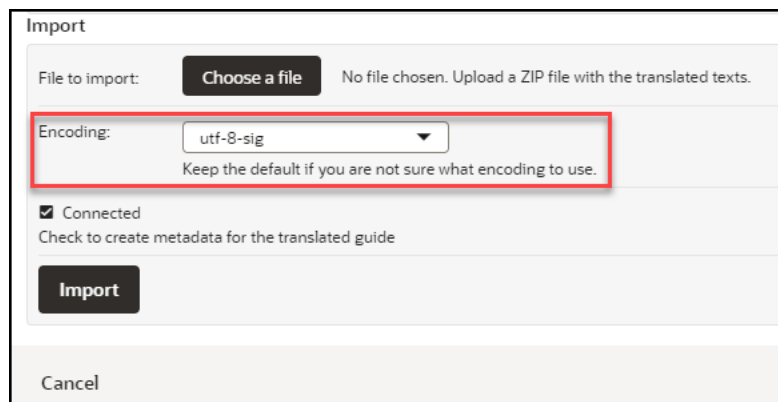 Import
File to import: Choose a file No file chosen. Upload a ZIP file with the translated texts.
Encoding: utf-8-sig
Keep the default if you are not sure what encoding to use.
Connected
Check to create metadata for the translated guide
Import
Cancel